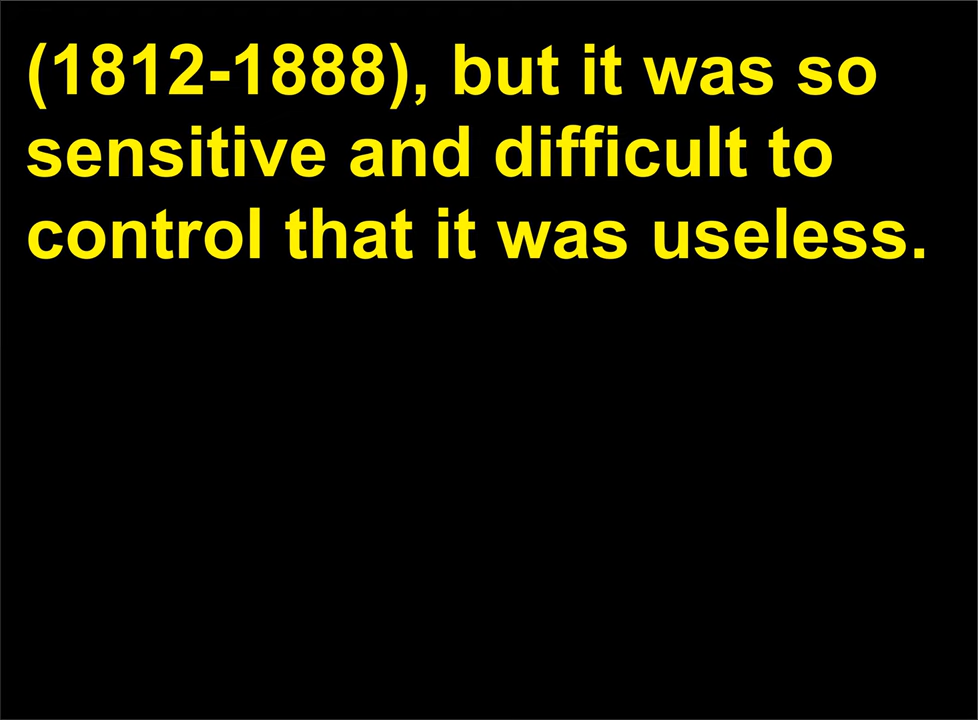 (1812-1888), but it was so
sensitive and difficult to
control that it was useless.